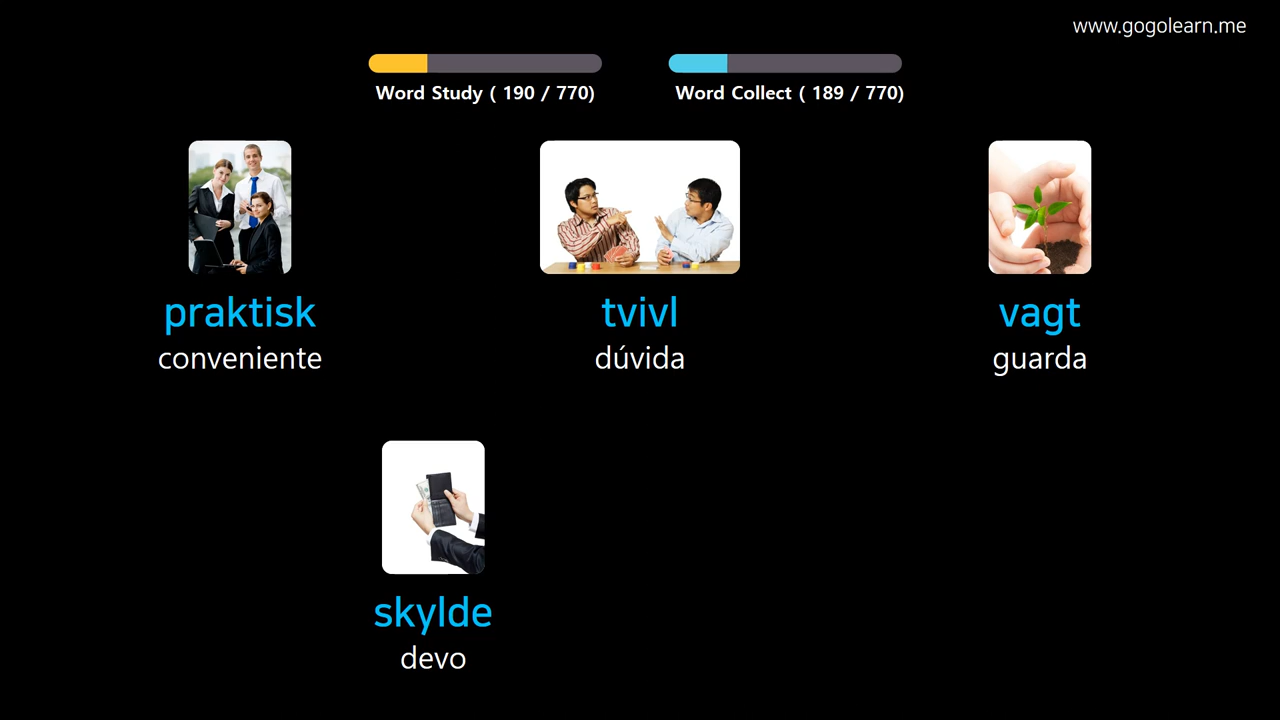 www.gogolearn.me
Word Study ( 190 / 770)
Word Collect ( 189 / 770)
praktisk
conveniente
tvivl
dúvida
vagt
guarda
skylde
devo